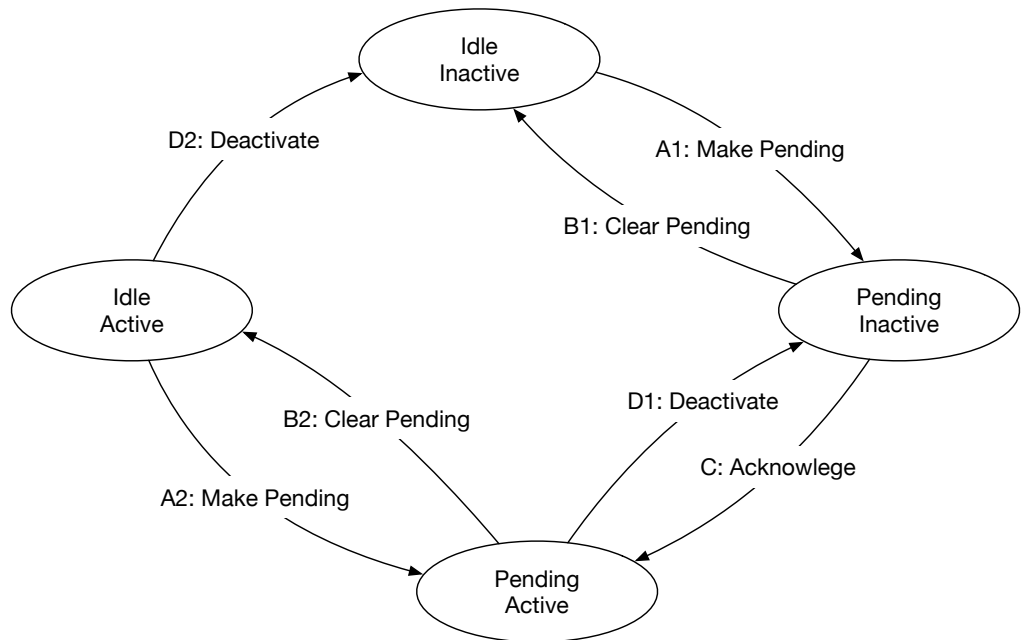 Idle
Inactive
D2: Deactivate
A1: Make Pending
B1: Clear Pending
Idle
Active
Pending
Inactive
D1: Deactivate
B2: Clear Pending
C: Acknowlege
A2: Make Pending
Pending
Active